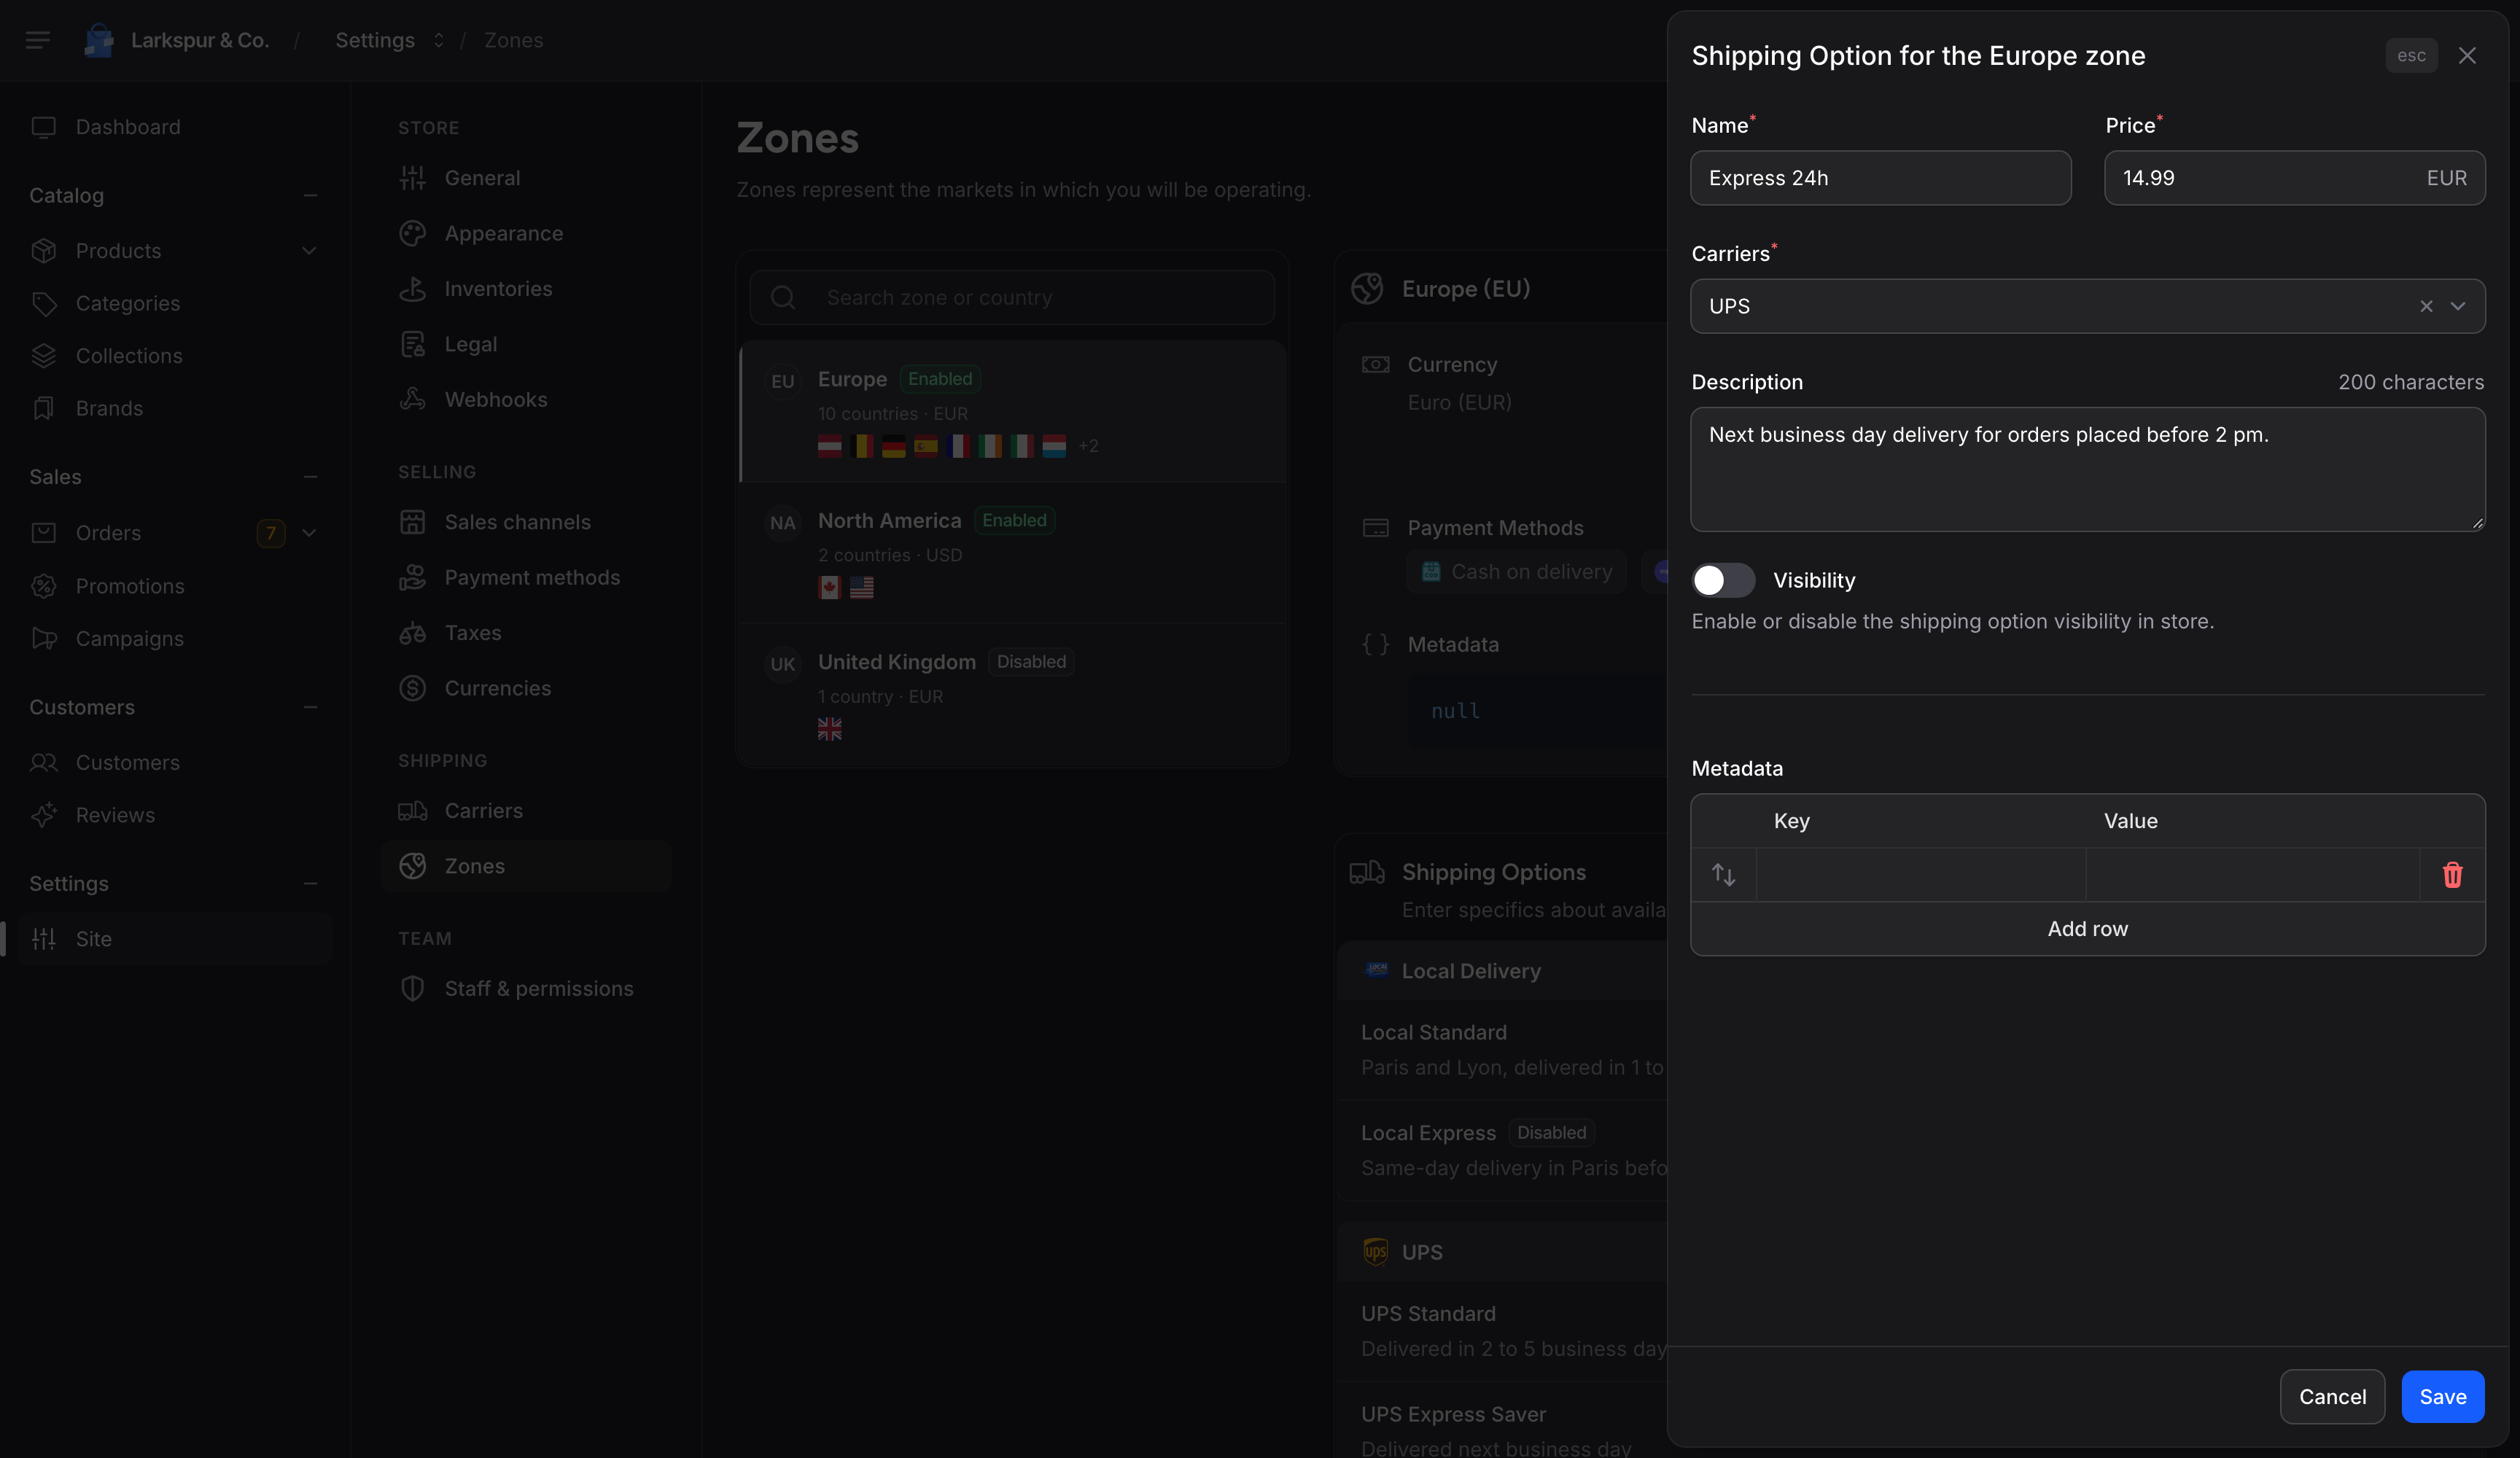 Larkspur & Co. / Settings / Zones
Dashboard
Catalog
Products
Categories
Collections
Brands
Sales
Orders 7
Promotions
Campaigns
Customers
Customers
Reviews
Settings
Site
STORE
General
Appearance
Inventories
Legal
Webhooks
SELLING
Sales channels
Payment methods
Taxes
Currencies
SHIPPING
Carriers
Zones
TEAM
Staff & permissions
Zones
Zones represent the markets in which you will be operating.
Search zone or country
EU Europe Enabled
10 countries · EUR
+2
NA North America Enabled
2 countries · USD
UK United Kingdom Disabled
1 country · EUR
Europe (EU)
Currency
Euro (EUR)
Payment Methods
Cash on delivery
{ } Metadata
null
Shipping Options
Enter specifics about availa
LOCAL Local Delivery
Local Standard
Paris and Lyon, delivered in 1 to
Local Express Disabled
Same-day delivery in Paris befo
ups UPS
UPS Standard
Delivered in 2 to 5 business day
UPS Express Saver
Delivered next business day
Shipping Option for the Europe zone esc
Name* Price*
Express 24h 14.99 EUR
Carriers*
UPS
Description 200 characters
Next business day delivery for orders placed before 2 pm.
Visibility
Enable or disable the shipping option visibility in store.
Metadata
Key Value
Add row
Cancel Save